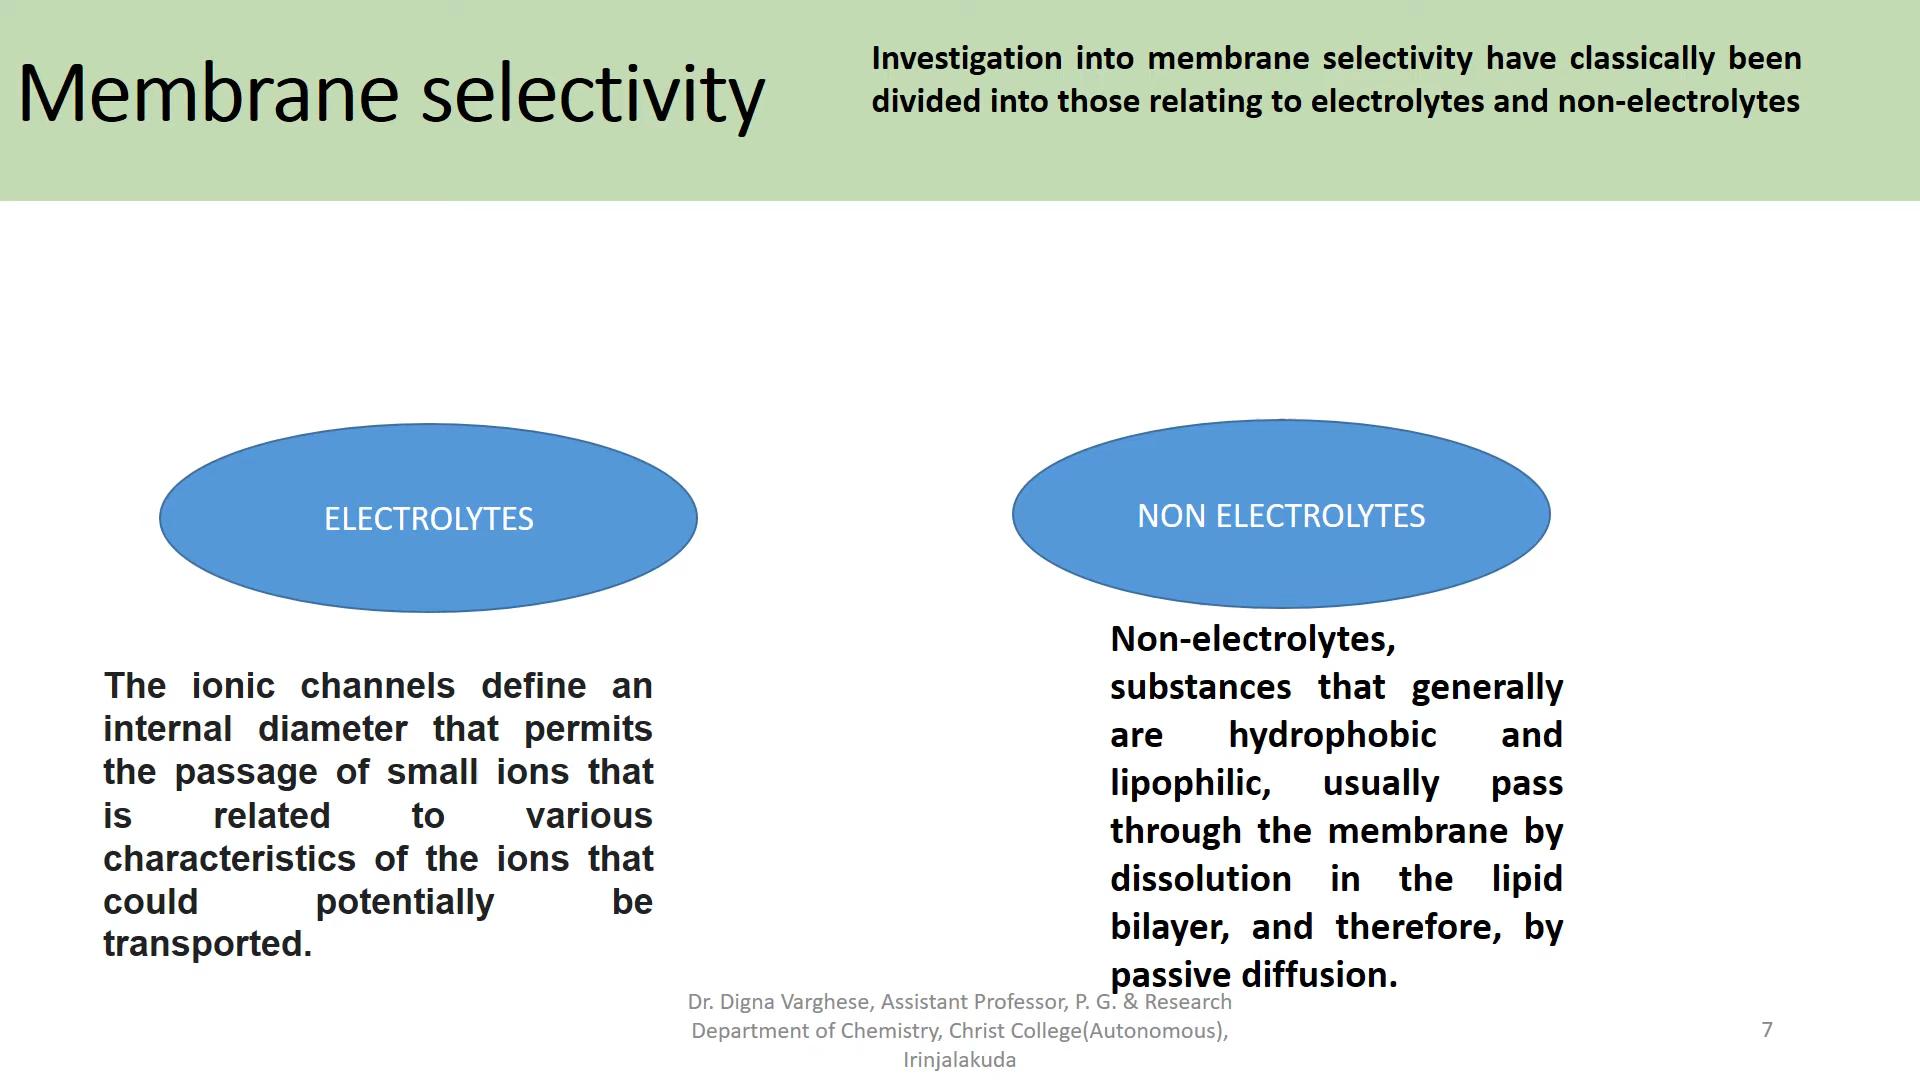 Membrane selectivity
Investigation into membrane selectivity have classically been
divided into those relating to electrolytes and non-electrolytes
ELECTROLYTES
The ionic channels define an
internal diameter that permits
the passage of small ions that
is related to various
characteristics of the ions that
could potentially be
transported.
NON ELECTROLYTES
Non-electrolytes,
substances that generally
are hydrophobic and
lipophilic, usually pass
through the membrane by
dissolution in the lipid
bilayer, and therefore, by
passive diffusion.
Dr. Digna Varghese, Assistant Professor, P. G. & Research
Department of Chemistry, Christ College(Autonomous),
Irinjalakuda
7